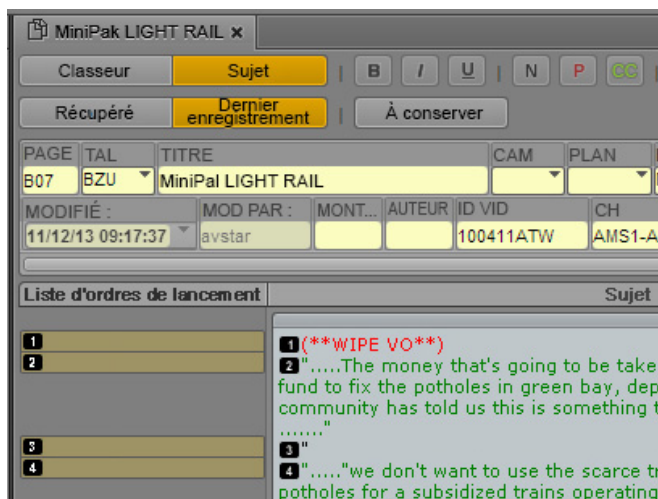 MiniPak LIGHT RAIL x
Classeur Sujet B I U N P CC
Récupéré Dernier enregistrement À conserver
PAGE TAL TITRE CAM PLAN
B07 BZU MiniPal LIGHT RAIL
MODIFIÉ : MOD PAR : MONT... AUTEUR ID VID CH
11/12/13 09:17:37 avstar 100411ATW AMS1-A
Liste d'ordres de lancement Sujet
1 1 (**WIPE VO**)
2 2 ".....The money that's going to be take
fund to fix the potholes in green bay, dep
community has told us this is something
......."
3 3 "
4 4 "....."we don't want to use the scarce
potholes for a subsidized trains operating